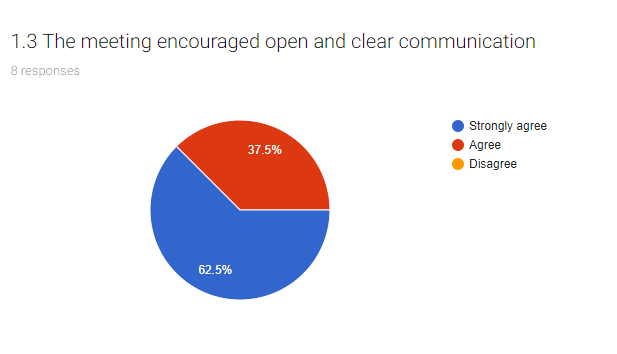 1.3 The meeting encouraged open and clear communication
8 responses
Strongly agree
Agree
Disagree
37.5%
62.5%